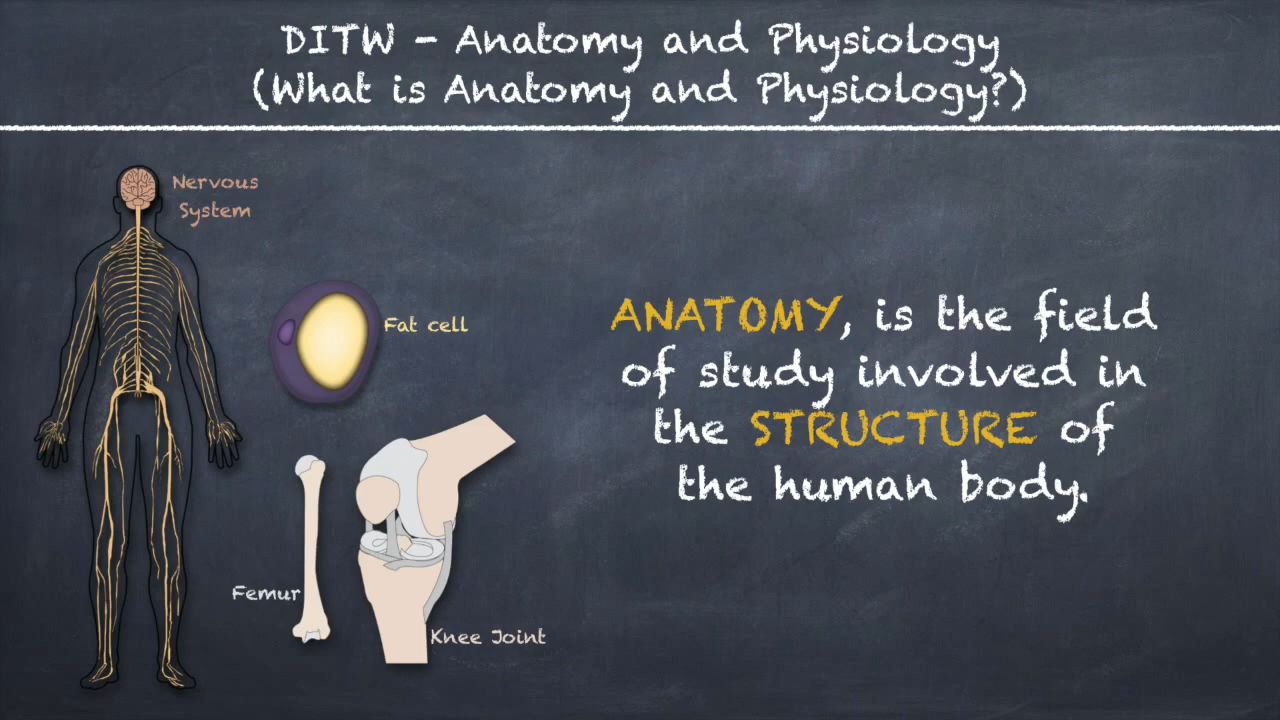 DITW - Anatomy and Physiology
(What is Anatomy and Physiology?)
Nervous
System
Fat cell
Femur
Knee Joint
ANATOMY, is the field
of study involved in
the STRUCTURE of
the human body.